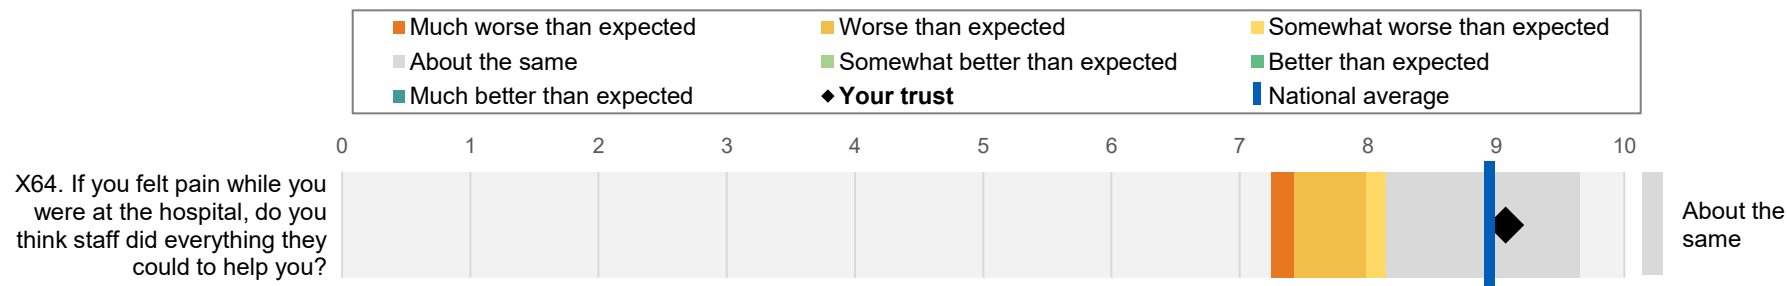 Much worse than expected
Worse than expected
Somewhat worse than expected
About the same
Somewhat better than expected
Better than expected
Much better than expected
Your trust
National average
0 1 2 3 4 5 6 7 8 9 10
X64. If you felt pain while you
were at the hospital, do you
think staff did everything they
could to help you?
About the
same